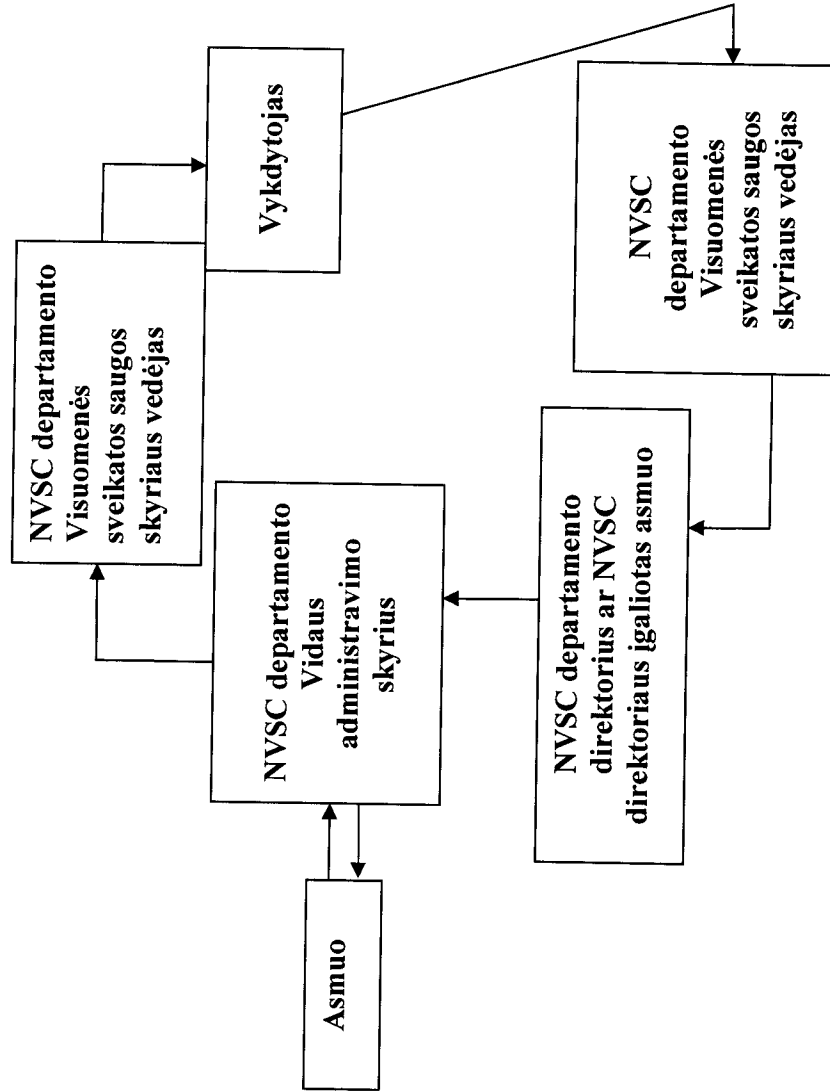 Asmuo
NVSC departamento
Vidaus
administravimo
skyrius
NVSC departamento
Visuomenės
sveikatos saugos
skyriaus vedėjas
Vykdytojas
NVSC
departamento
Visuomenės
sveikatos saugos
skyriaus vedėjas
NVSC departamento
direktorius ar NVSC
direktoriaus įgaliotas asmuo